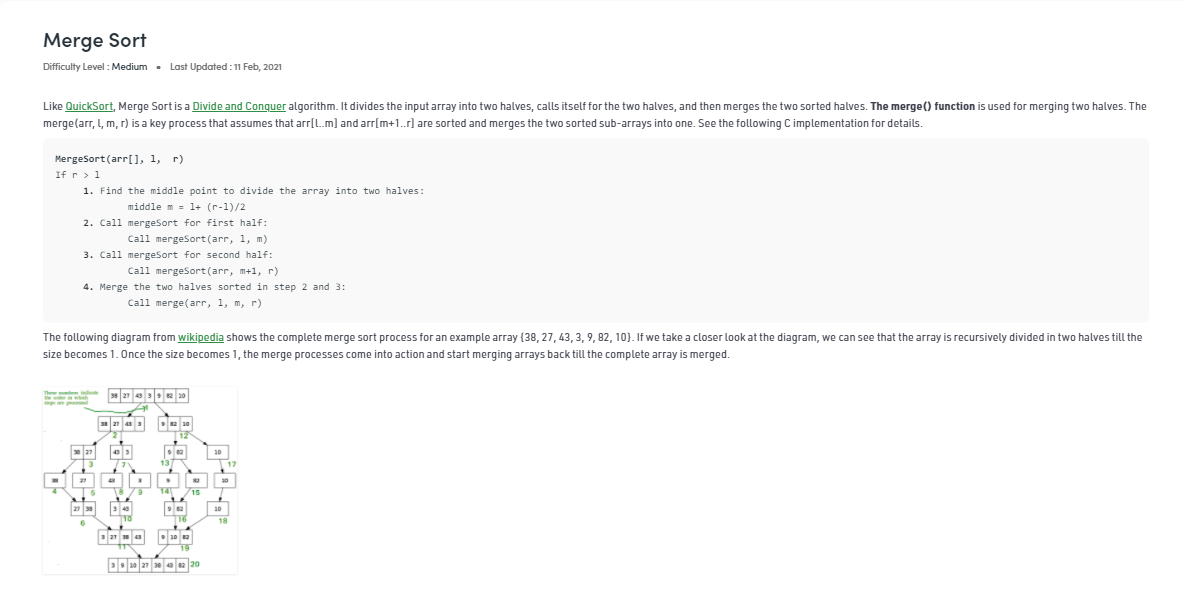 Merge Sort
Difficulty Level : Medium • Last Updated : 11 Feb, 2021
Like QuickSort, Merge Sort is a Divide and Conquer algorithm. It divides the input array into two halves, calls itself for the two halves, and then merges the two sorted halves. The merge() function is used for merging two halves. The
merge(arr, l, m, r) is a key process that assumes that arr[l..m] and arr[m+1..r] are sorted and merges the two sorted sub-arrays into one. See the following C implementation for details.
MergeSort(arr[], l, r)
If r > l
1. Find the middle point to divide the array into two halves:
middle m = l+ (r-l)/2
2. Call mergeSort for first half:
Call mergeSort(arr, l, m)
3. Call mergeSort for second half:
Call mergeSort(arr, m+1, r)
4. Merge the two halves sorted in step 2 and 3:
Call merge(arr, l, m, r)
The following diagram from wikipedia shows the complete merge sort process for an example array {38, 27, 43, 3, 9, 82, 10}. If we take a closer look at the diagram, we can see that the array is recursively divided in two halves till the
size becomes 1. Once the size becomes 1, the merge processes come into action and start merging arrays back till the complete array is merged.
These numbers indicate
the order in which
steps are processed
38 27 43 3 9 82 10
1
38 27 43 3 9 82 10
2 12
38 27 43 3 9 82 10
3 7 13 17
38 27 43 3 9 82 10
4 5 8 9 14 15
27 38 3 43 9 82 10
6 10 16 18
3 27 38 43 9 10 82
11 19
3 9 10 27 38 43 82 20